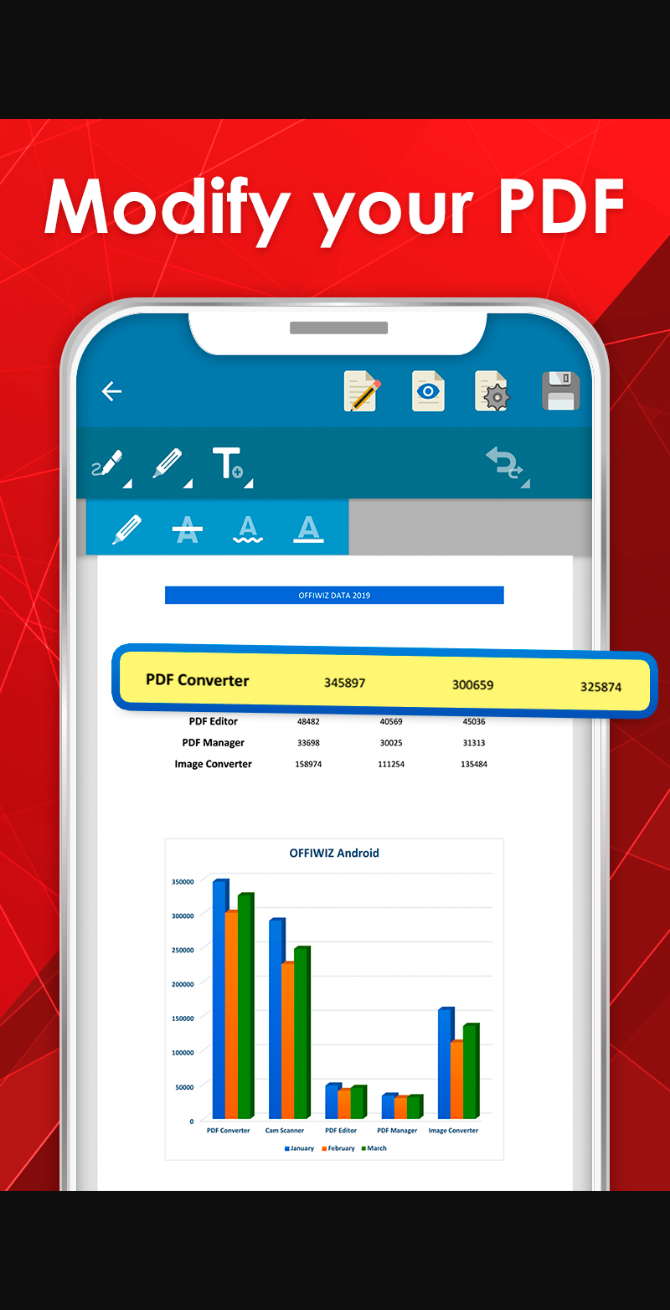 Modify your PDF
T
A A A
OFFIWIZ DATA 2019
PDF Converter 345897 300659 325874
PDF Editor 48482 40569 45036
PDF Manager 33698 30025 31313
Image Converter 158974 111254 135484
OFFIWIZ Android
350000
300000
250000
200000
150000
100000
50000
0
PDF Converter Cam Scanner PDF Editor PDF Manager Image Converter
January February March